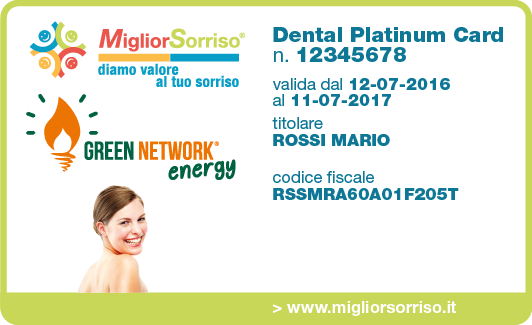 MigliorSorriso®
diamo valore
al tuo sorriso
GREEN NETWORK®
energy
Dental Platinum Card
n. 12345678
valida dal 12-07-2016
al 11-07-2017
titolare
ROSSI MARIO
codice fiscale
RSSMRA60A01F205T
> www.migliorsorriso.it